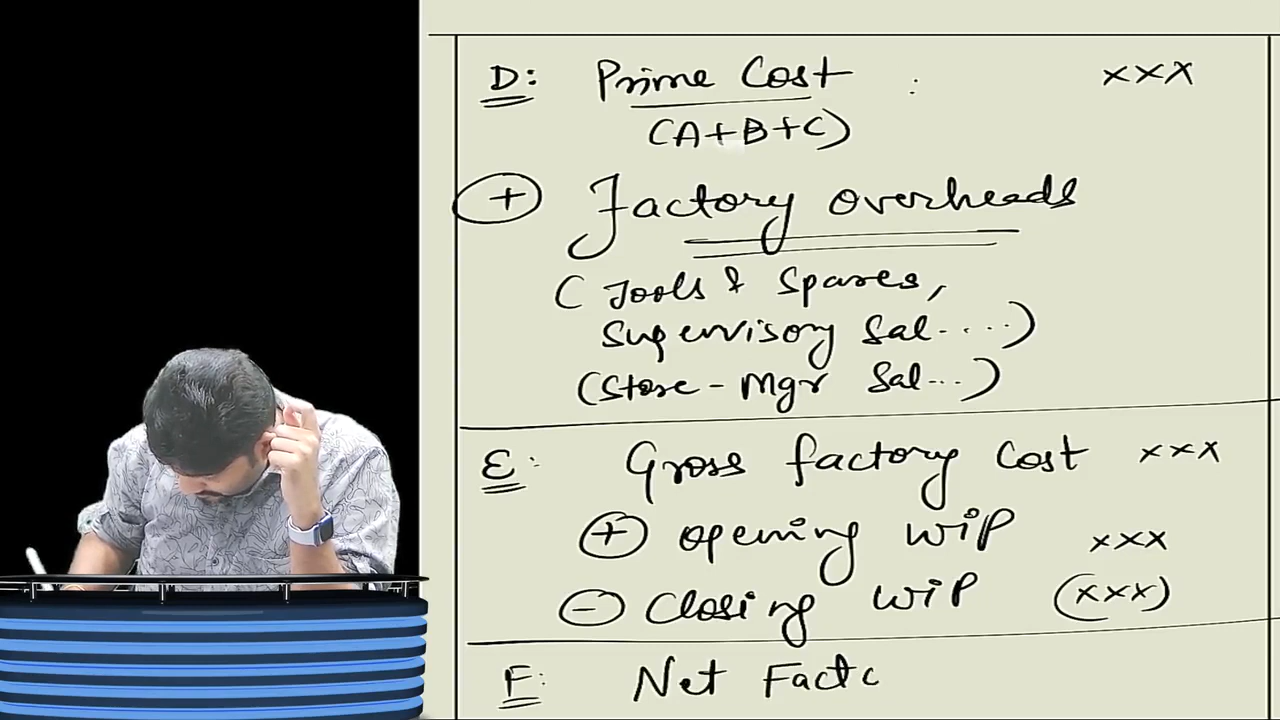 D: Prime Cost : xxx
(A+B+C)
+ Factory overheads
(Tools & Spares,
Supervisory Sal.....)
(Store-Mgr Sal...)
E: Gross factory Cost xxx
+ opening WIP xxx
- Closing WIP (xxx)
F: Net Facto